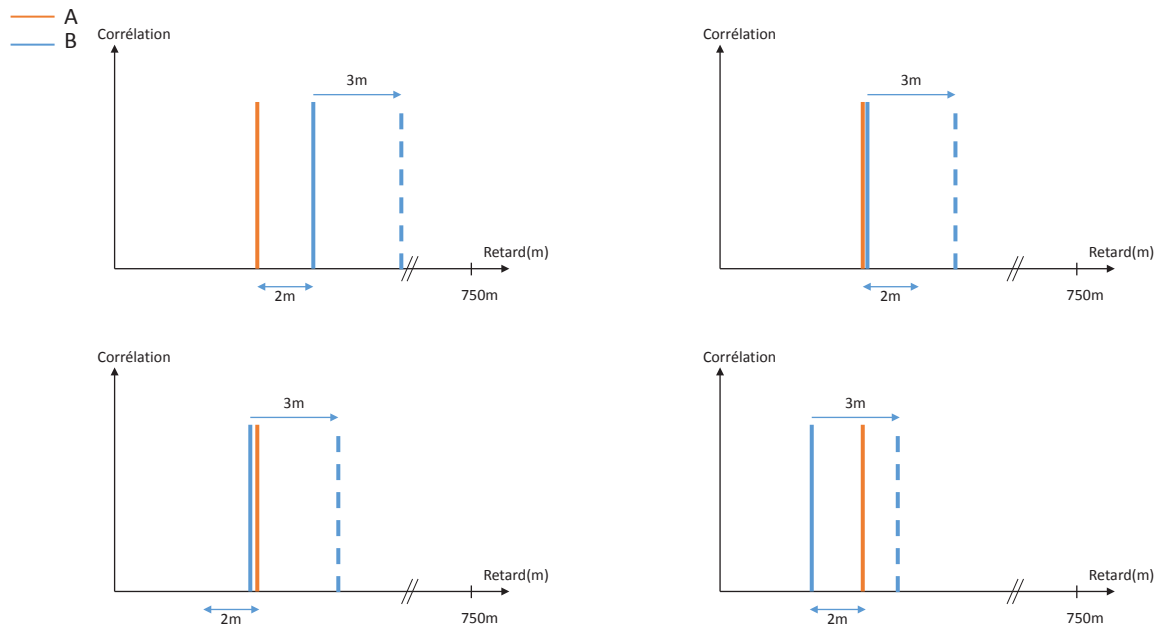 A
B
Corrélation
3m
Retard(m)
2m
750m
Corrélation
3m
Retard(m)
2m
750m
Corrélation
3m
Retard(m)
2m
750m
Corrélation
3m
Retard(m)
2m
750m